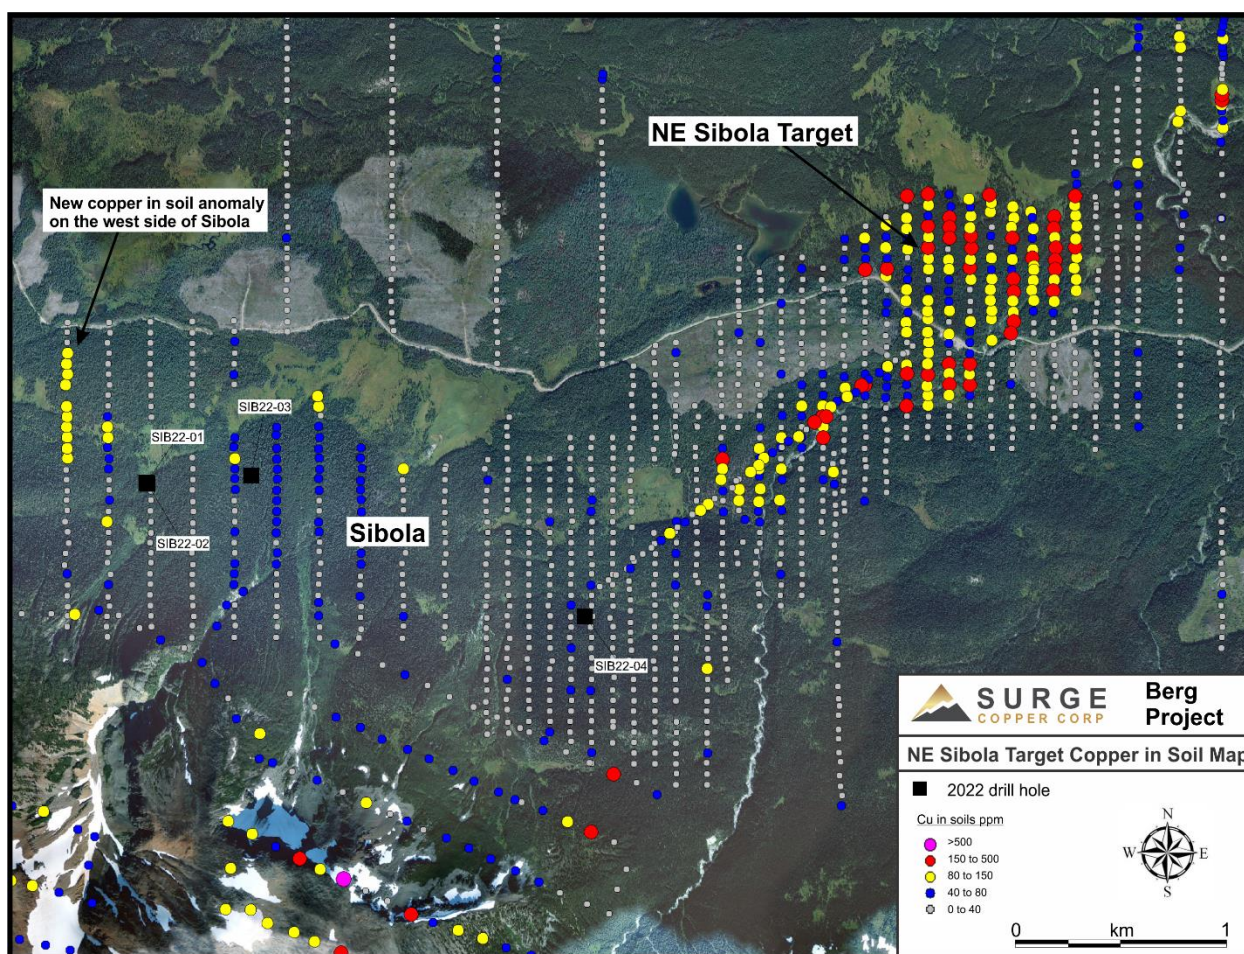 NE Sibola Target
New copper in soil anomaly
on the west side of Sibola
SIB22-03
SIB22-01
SIB22-02
Sibola
SIB22-04
SURGE
COPPER CORP
Berg
Project
NE Sibola Target Copper in Soil Map
2022 drill hole
Cu in soils ppm
>500
150 to 500
80 to 150
40 to 80
0 to 40
N
W E
S
0 km 1